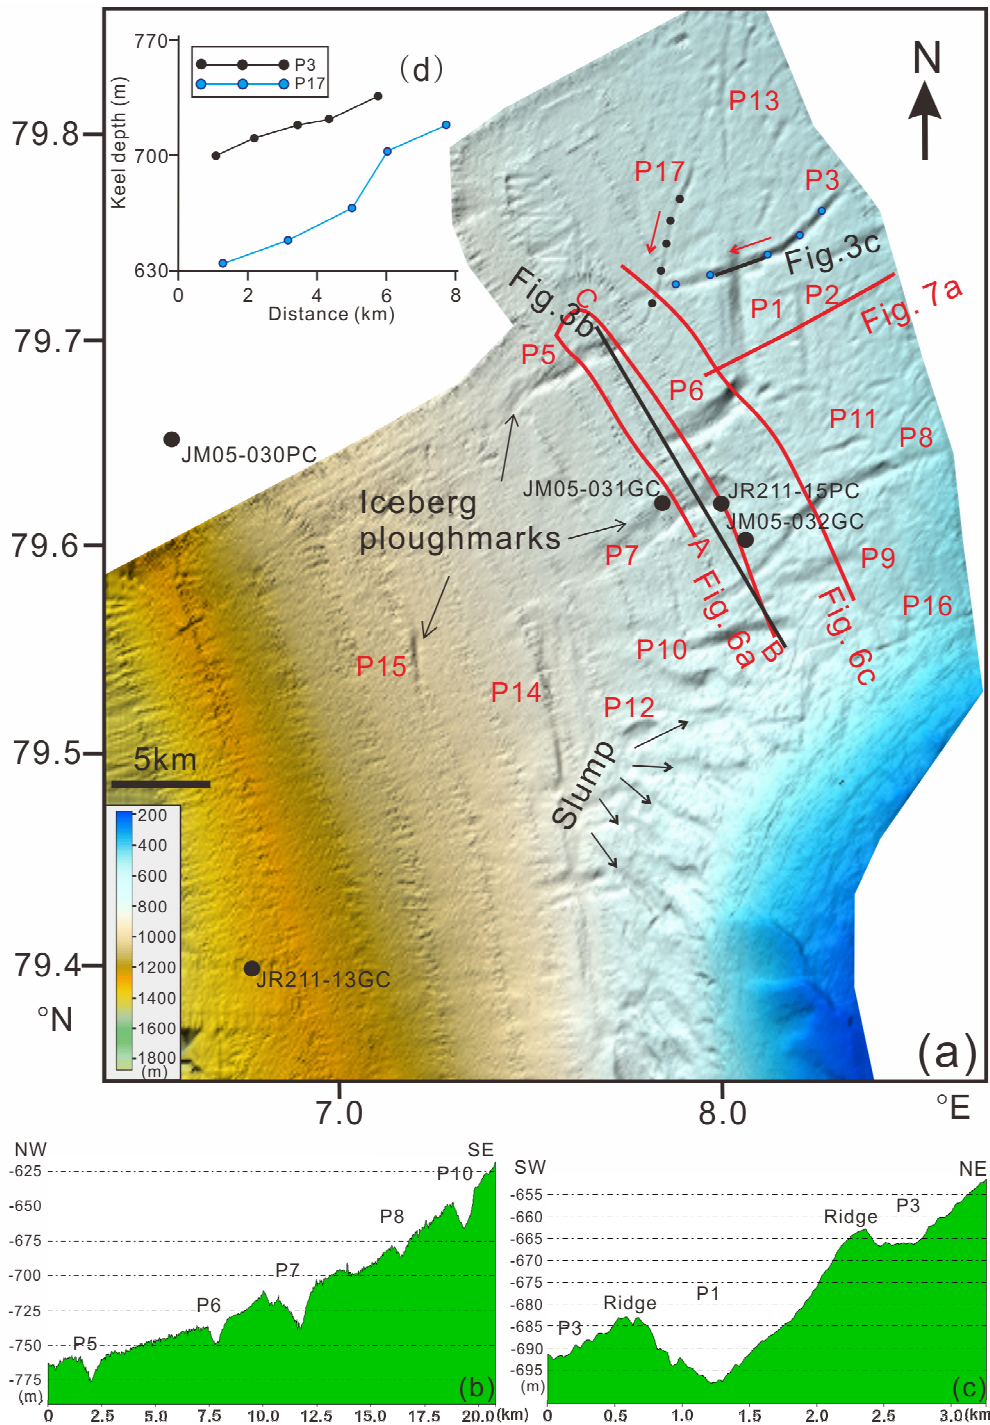 770
700
630
Keel depth (m)
P3
P17
(d)
0
2
4
6
8
Distance (km)
N
79.8
79.7
79.6
79.5
79.4
°N
P13
P17
P3
Fig.3c
P1
P2
Fig. 7a
Fig.3b
C
P5
P6
P11
P8
JM05-030PC
JM05-031GC
JR211-15PC
JM05-032GC
Iceberg
ploughmarks
P7
A
Fig. 6a
B
P9
Fig. 6c
P16
P10
P15
P14
P12
Slump
5km
200
400
600
800
1000
1200
1400
1600
1800
(m)
JR211-13GC
(a)
7.0
8.0
°E
NW
SE
-625
-650
-675
-700
-725
-750
-775
(m)
P10
P8
P7
P6
P5
(b)
0
2.5
5.0
7.5
10.0
12.5
15.0
17.5
20.0(km)
SW
NE
-655
-660
-665
-670
-675
-680
-685
-690
-695
(m)
P3
Ridge
P1
Ridge
P3
(c)
0
0.5
1.0
1.5
2.0
2.5
3.0(km)